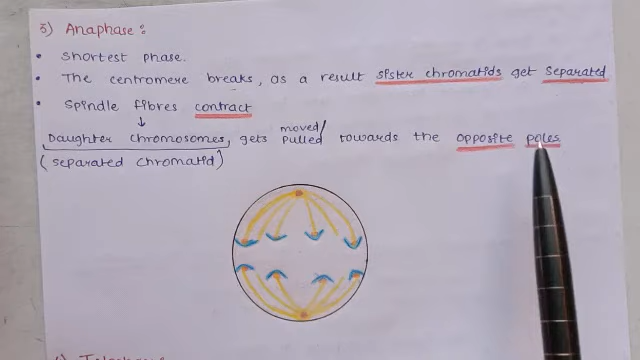 3) Anaphase:
• Shortest phase.
• The centromere breaks, as a result sister chromatids get separated
• Spindle fibres contract
Daughter chromosomes, gets moved/pulled towards the opposite poles
(separated chromatid)